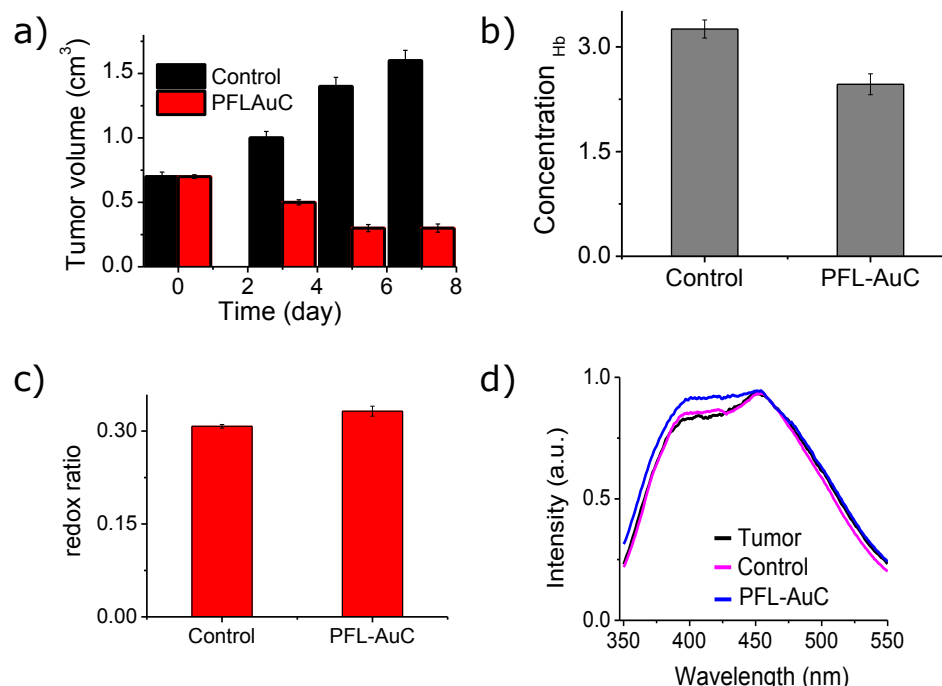 a)
Tumor volume (cm³)
1.5
1.0
0.5
0.0
Control
PFLAuC
0 2 4 6 8
Time (day)
b)
Concentration Hb
3.0
1.5
0.0
Control PFL-AuC
c)
redox ratio
0.30
0.15
0.00
Control PFL-AuC
d)
Intensity (a.u.)
1.0
0.5
0.0
Tumor
Control
PFL-AuC
350 400 450 500 550
Wavelength (nm)